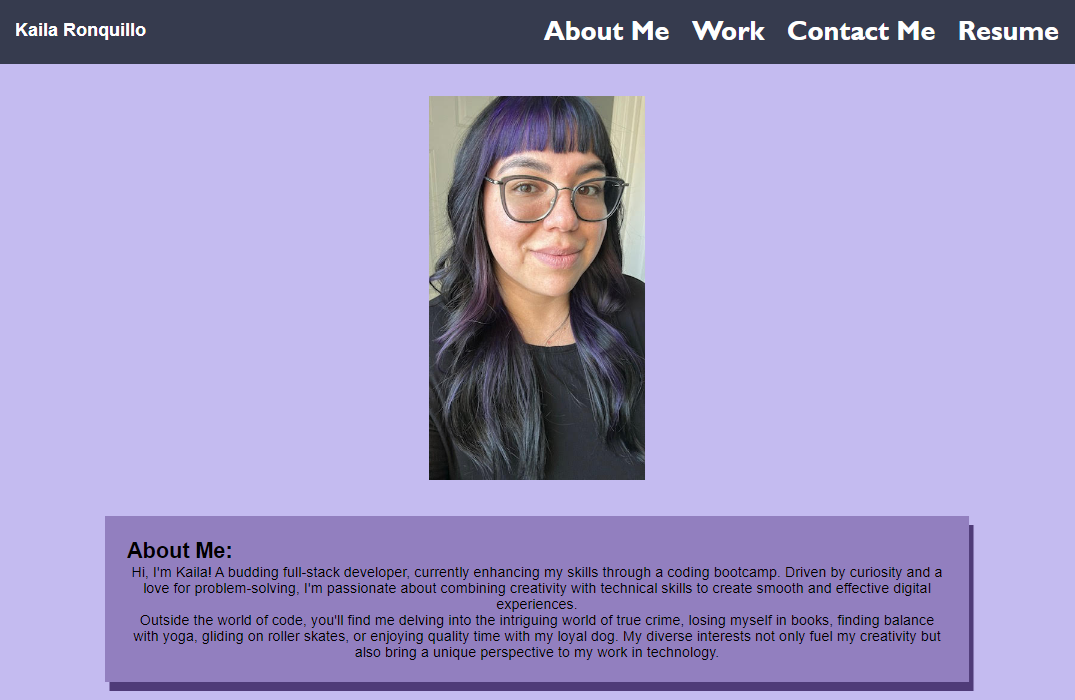 Kaila Ronquillo
About Me Work Contact Me Resume
About Me:
Hi, I'm Kaila! A budding full-stack developer, currently enhancing my skills through a coding bootcamp. Driven by curiosity and a
love for problem-solving, I'm passionate about combining creativity with technical skills to create smooth and effective digital
experiences.
Outside the world of code, you'll find me delving into the intriguing world of true crime, losing myself in books, finding balance
with yoga, gliding on roller skates, or enjoying quality time with my loyal dog. My diverse interests not only fuel my creativity but
also bring a unique perspective to my work in technology.